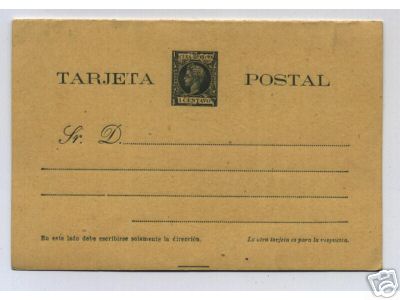 TARJETA POSTAL
1 CENTAVO
Sr. D.
En este lado debe escribirse solamente la dirección.
La otra tarjeta es para la respuesta.